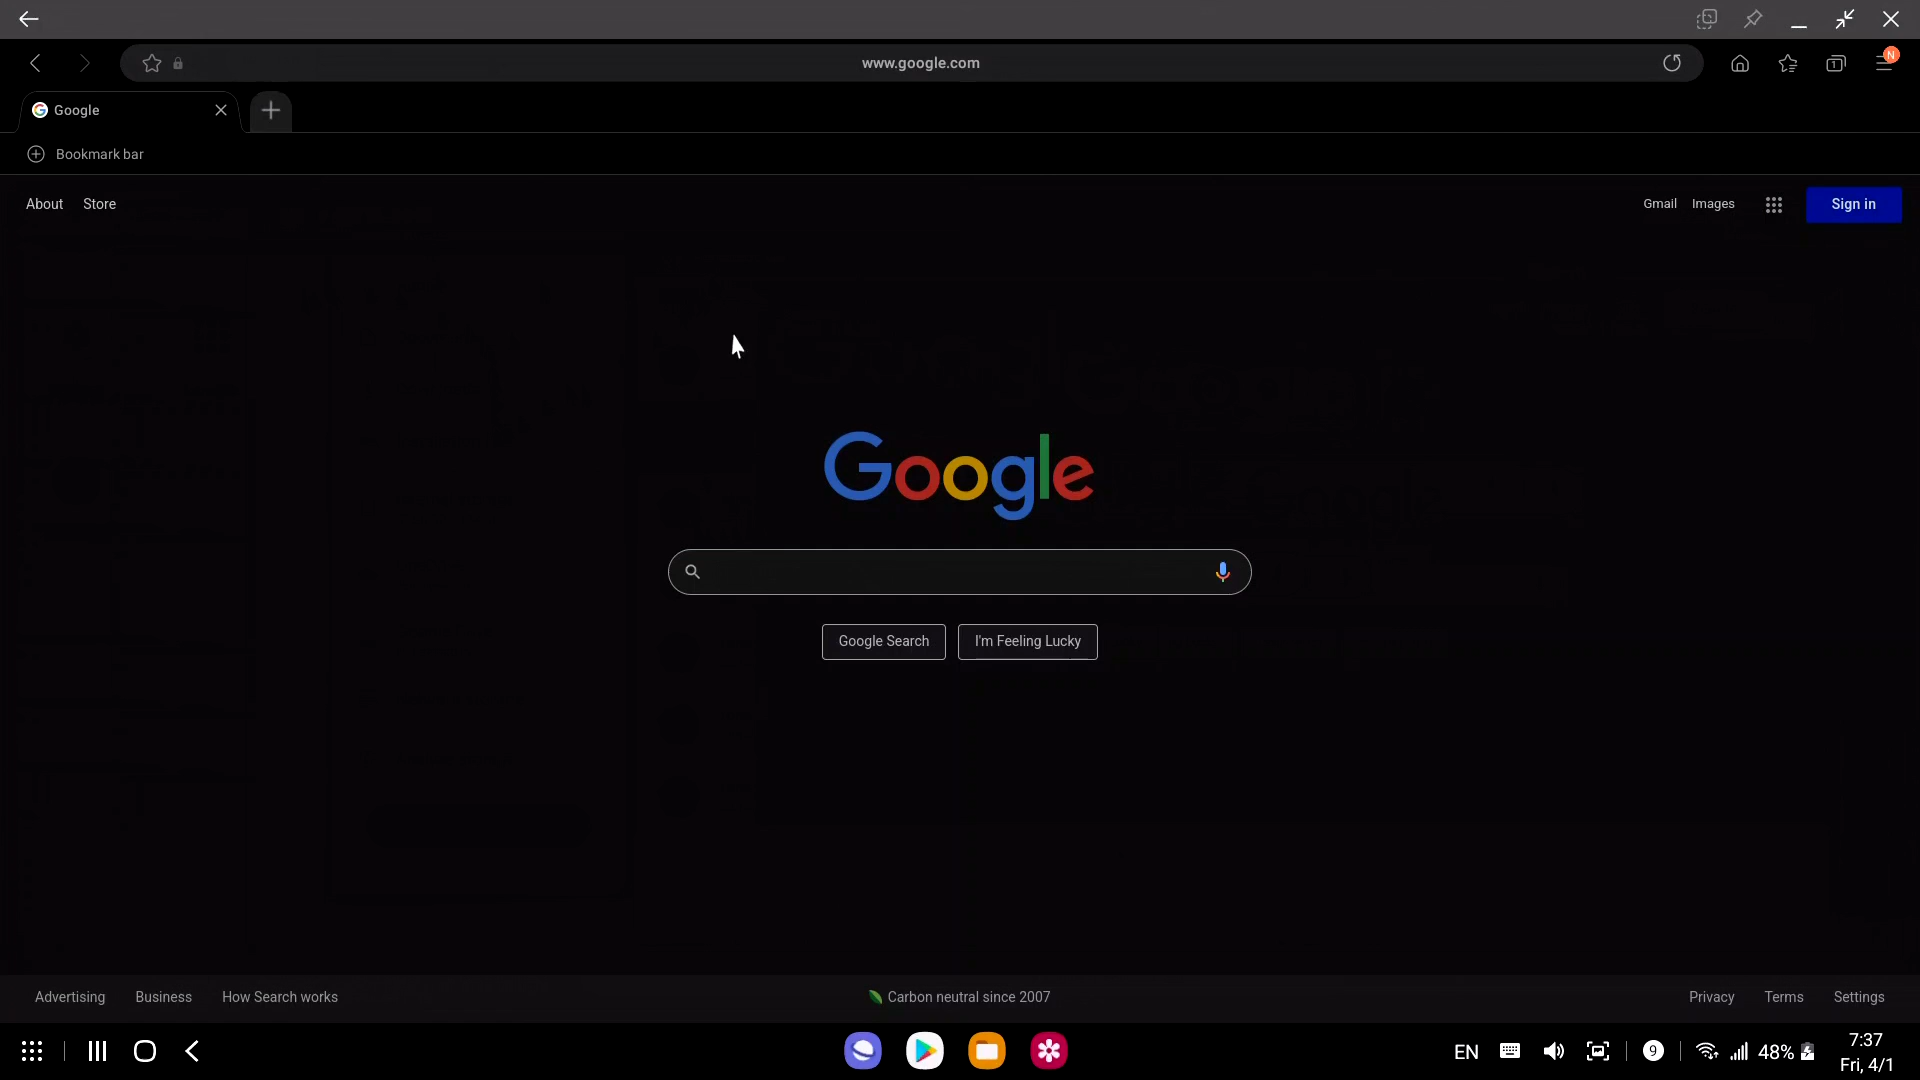 www.google.com
N
1
Google
Bookmark bar
About Store
Gmail Images Sign in
Google
Google Search I'm Feeling Lucky
Advertising Business How Search works
Carbon neutral since 2007
Privacy Terms Settings
EN 9 48% 7:37
Fri, 4/1